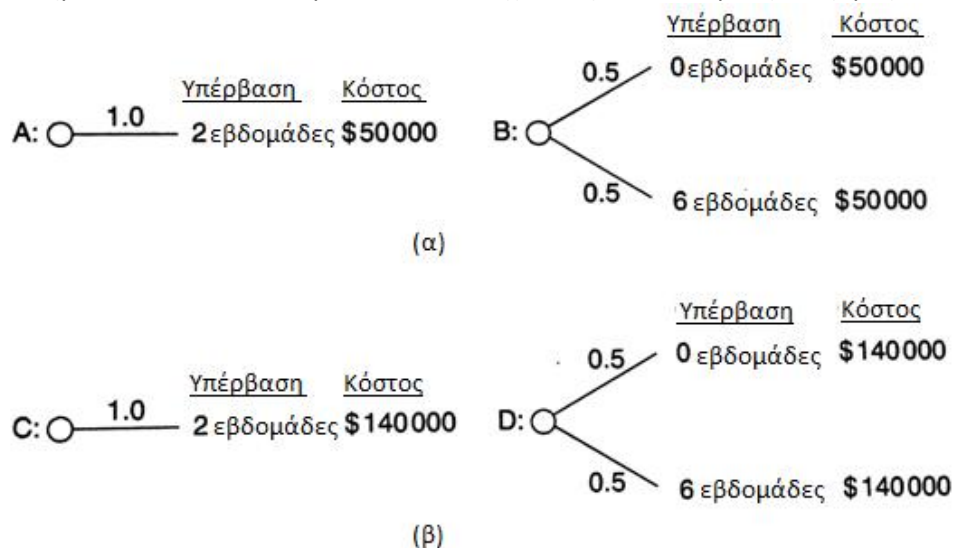 Υπέρβαση Κόστος
0 εβδομάδες $50000
0.5
Υπέρβαση Κόστος
A: 1.0 2 εβδομάδες $50000
B:
0.5
6 εβδομάδες $50000
(α)
Υπέρβαση Κόστος
0.5 0 εβδομάδες $140000
Υπέρβαση Κόστος
C: 1.0 2 εβδομάδες $140000
D:
0.5 6 εβδομάδες $140000
(β)